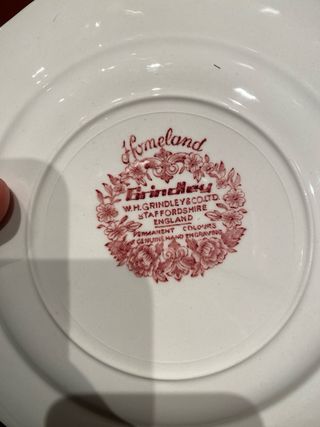 Homeland
Grindley
W.H.GRINDLEY&CO.LTD.
STAFFORDSHIRE
ENGLAND
PERMANENT COLOURS
GENUINE HAND ENGRAVING